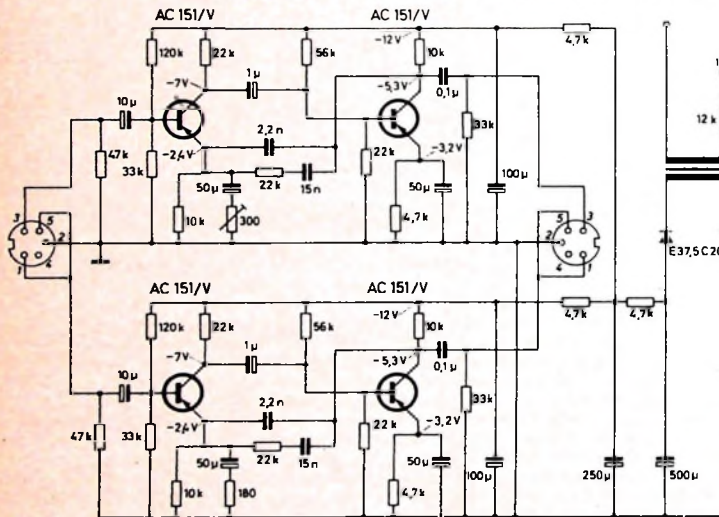 AC 151/V AC 151/V
120k 22k 56k -12V 10k 4,7k
-7V 1µ -5,3V 0,1µ
10µ 12k
2,2n 33k
47k 33k -2,4V 22k -3,2V 100µ
50µ 22k 15n 50µ
3 5 10k 300 4,7k 5 3
2 2
1 4 4 1
E37,5C20
AC 151/V AC 151/V
120k 22k 56k -12V 10k 4,7k 4,7k
-7V 1µ -5,3V 0,1µ
10µ
2,2n 33k
47k 33k -2,4V 22k -3,2V
50µ 22k 15n 50µ 100µ 250µ 500µ
10k 180 4,7k